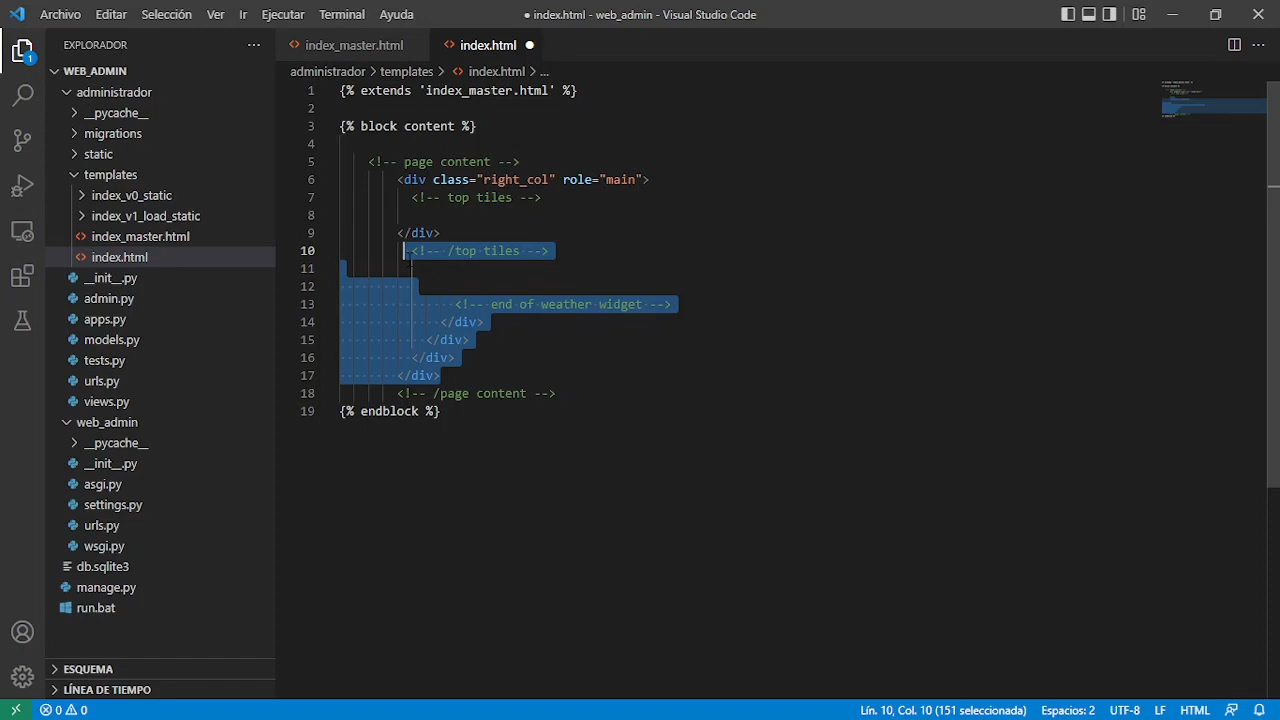 Archivo Editar Selección Ver Ir Ejecutar Terminal Ayuda
● index.html - web_admin - Visual Studio Code
EXPLORADOR
1
WEB_ADMIN
administrador
__pycache__
migrations
static
templates
index_v0_static
index_v1_load_static
index_master.html
index.html
__init__.py
admin.py
apps.py
models.py
tests.py
urls.py
views.py
web_admin
__pycache__
__init__.py
asgi.py
settings.py
urls.py
wsgi.py
db.sqlite3
manage.py
run.bat
ESQUEMA
LÍNEA DE TIEMPO
index_master.html index.html
administrador > templates > index.html > ...
1 {% extends 'index_master.html' %}
2
3 {% block content %}
4
5 <!-- page content -->
6 <div class="right_col" role="main">
7 <!-- top tiles -->
8
9 </div>
10 <!-- /top tiles -->
11
12
13 <!-- end of weather widget -->
14 </div>
15 </div>
16 </div>
17 </div>
18 <!-- /page content -->
19 {% endblock %}
0 0 Lín. 10, Col. 10 (151 seleccionada) Espacios: 2 UTF-8 LF HTML